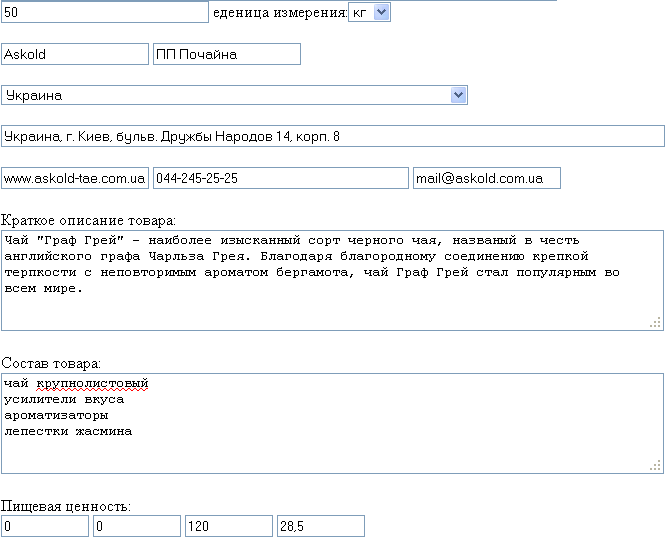 50 еденица измерения: кг
Askold ПП Почайна
Украина
Украина, г. Киев, бульв. Дружбы Народов 14, корп. 8
www.askold-tae.com.ua 044-245-25-25 mail@askold.com.ua
Краткое описание товара:
Чай "Граф Грей" - наиболее изысканный сорт черного чая, названый в честь
английского графа Чарльза Грея. Благодаря благородному соединению крепкой
терпкости с неповторимым ароматом бергамота, чай Граф Грей стал популярным во
всем мире.
Состав товара:
чай крупнолистовый
усилители вкуса
ароматизаторы
лепестки жасмина
Пищевая ценность:
0 0 120 28,5